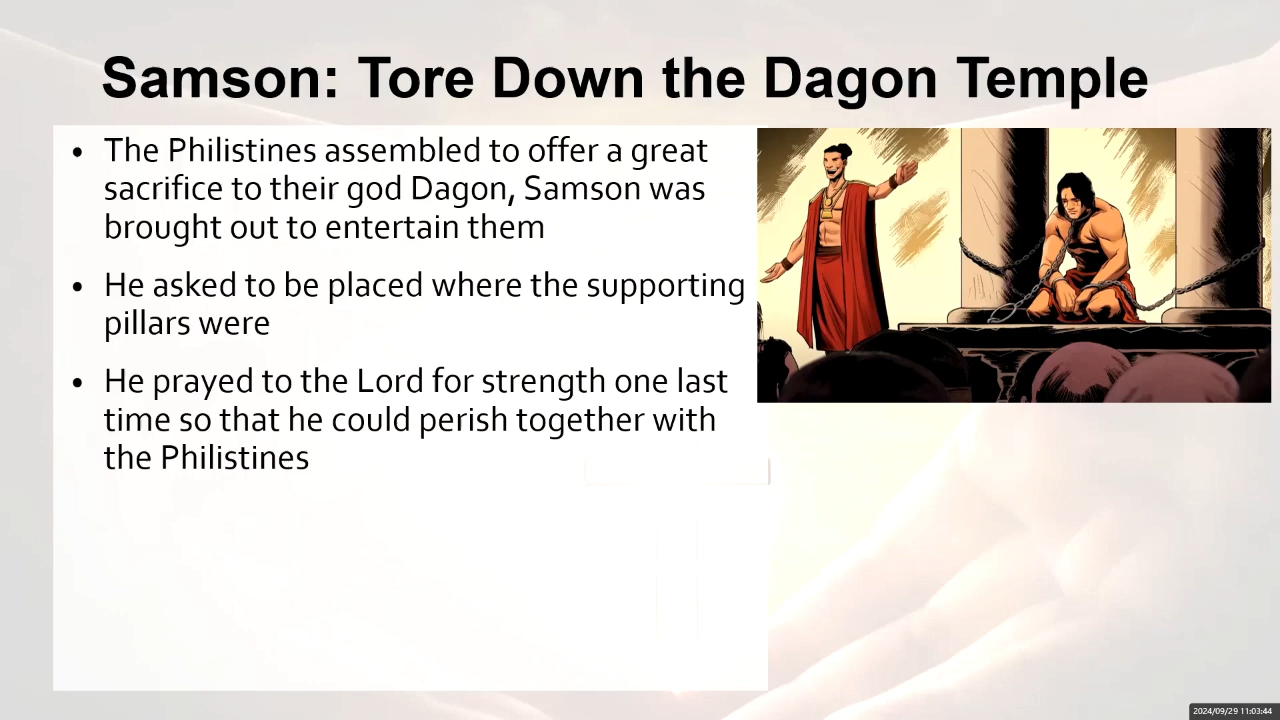 Samson: Tore Down the Dagon Temple
• The Philistines assembled to offer a great
sacrifice to their god Dagon, Samson was
brought out to entertain them
• He asked to be placed where the supporting
pillars were
• He prayed to the Lord for strength one last
time so that he could perish together with
the Philistines
2024/09/29 11:03:44